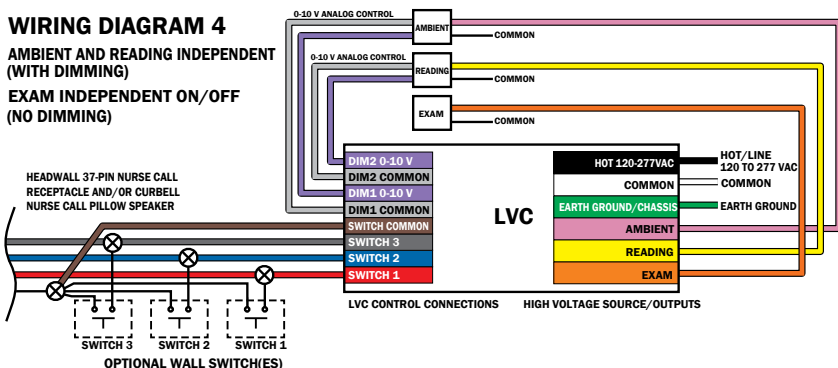 WIRING DIAGRAM 4
AMBIENT AND READING INDEPENDENT
(WITH DIMMING)
EXAM INDEPENDENT ON/OFF
(NO DIMMING)
0-10 V ANALOG CONTROL
AMBIENT
COMMON
0-10 V ANALOG CONTROL
READING
COMMON
EXAM
COMMON
HEADWALL 37-PIN NURSE CALL
RECEPTACLE AND/OR CURBELL
NURSE CALL PILLOW SPEAKER
DIM2 0-10 V
DIM2 COMMON
DIM1 0-10 V
DIM1 COMMON
SWITCH COMMON
SWITCH 3
SWITCH 2
SWITCH 1
LVC
HOT 120-277VAC
COMMON
EARTH GROUND/CHASSIS
AMBIENT
READING
EXAM
HOT/LINE
120 TO 277 VAC
COMMON
EARTH GROUND
LVC CONTROL CONNECTIONS
HIGH VOLTAGE SOURCE/OUTPUTS
SWITCH 3
SWITCH 2
SWITCH 1
OPTIONAL WALL SWITCH(ES)